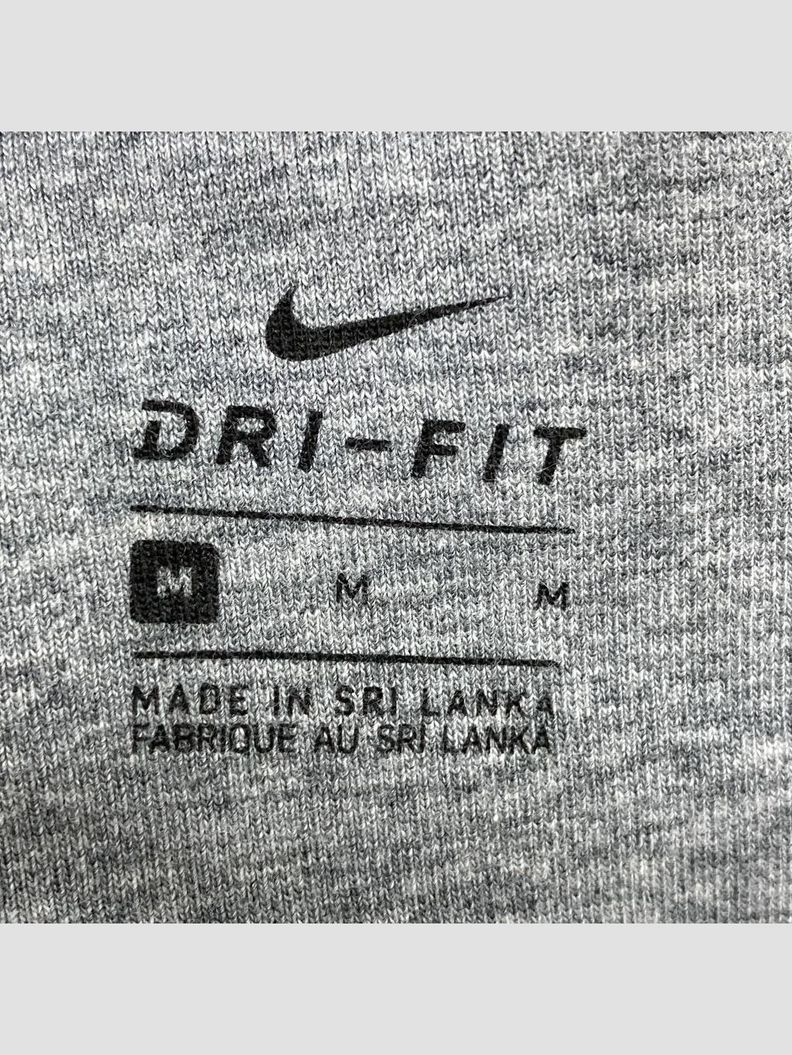 DRI-FIT
M M M
MADE IN SRI LANKA
FABRIQUE AU SRI LANKA